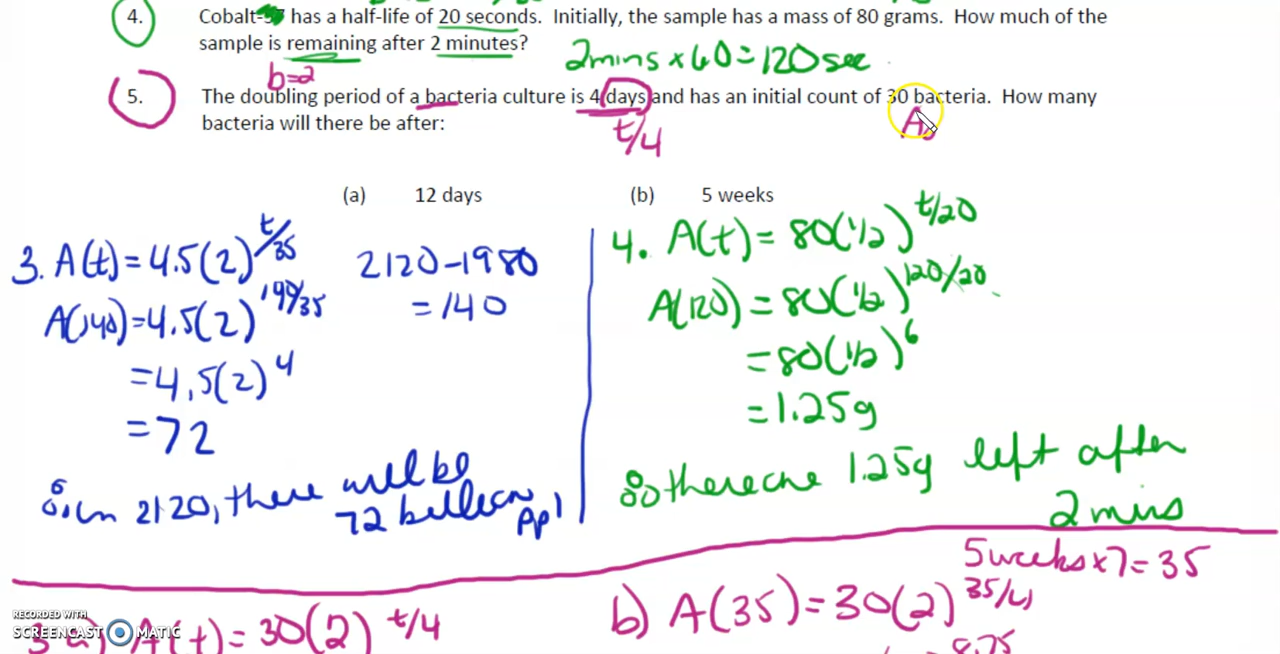 4. Cobalt- has a half-life of 20 seconds. Initially, the sample has a mass of 80 grams. How much of the
sample is remaining after 2 minutes?
2mins x 60 = 120 sec
b=2
5. The doubling period of a bacteria culture is 4 days and has an initial count of 30 bacteria. How many
bacteria will there be after:
t/4
(a) 12 days (b) 5 weeks
3. A(t) = 4.5(2)^t/35
2120-1980
= 140
A(140) = 4.5(2)^140/35
= 4.5(2)^4
= 72
∴ in 2120, there will be
72 billion ppl
4. A(t) = 80(1/2)^t/20
A(120) = 80(1/2)^120/20
= 80(1/2)^6
= 1.25g
∴ there are 1.25g left after
2 mins
a) A(t) = 30(2)^t/4
5 weeks x 7 = 35
b) A(35) = 30(2)^35/4
8.75
RECORDED WITH
SCREENCAST MATIC